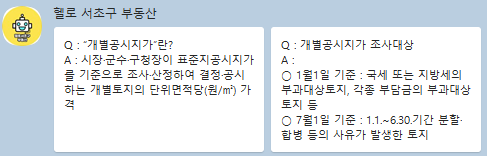 헬로 서초구 부동산
Q : "개별공시지가"란?
A : 시장·군수·구청장이 표준지공시지가
를 기준으로 조사·산정하여 결정·공시
하는 개별토지의 단위면적당(원/㎡) 가
격
Q : 개별공시지가 조사대상
A :
○ 1월1일 기준 : 국세 또는 지방세의
부과대상토지, 각종 부담금의 부과대상
토지 등
○ 7월1일 기준 : 1.1.~6.30.기간 분할·
합병 등의 사유가 발생한 토지